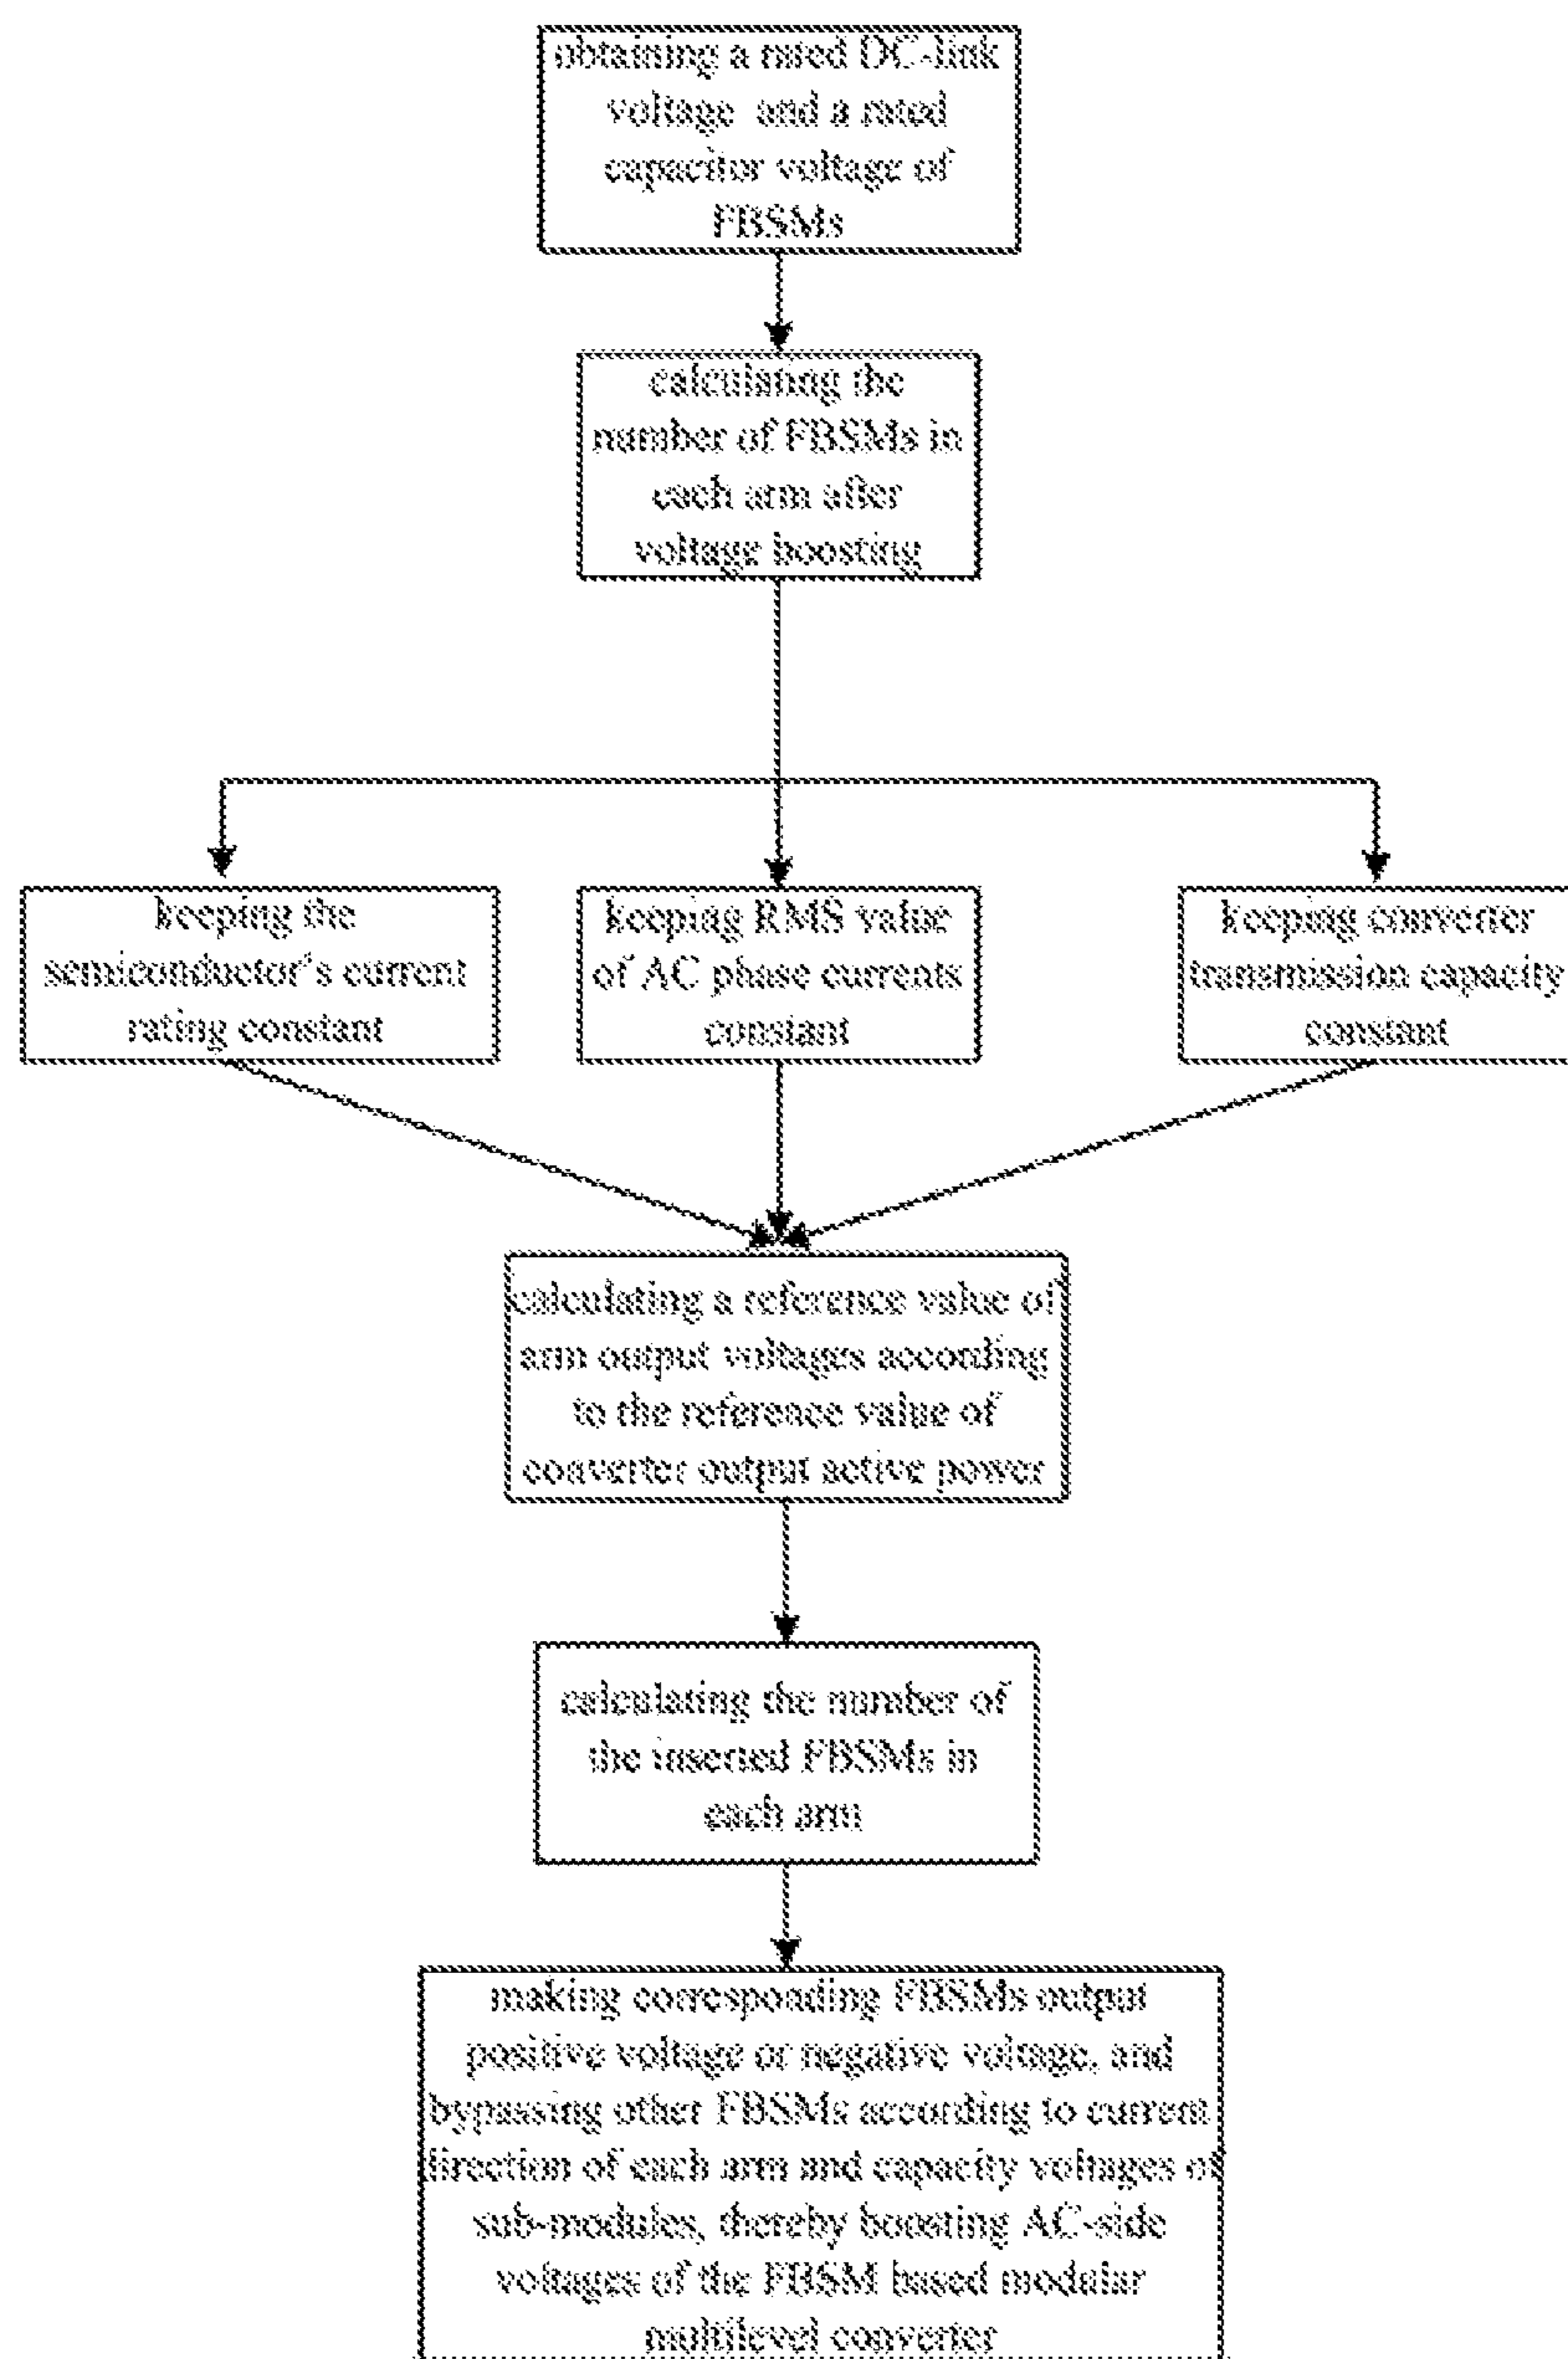 obtaining a rated DC-link
voltage and a rated
capacitor voltage of
FBSMs
calculating the
number of FBSMs in
each arm after
voltage boosting
keeping the
semiconductor's current
rating constant
keeping RMS value
of AC phase currents
constant
keeping converter
transmission capacity
constant
calculating a reference value of
arm output voltages according
to the reference value of
converter output active power
calculating the number of
the inserted FBSMs in
each arm
making corresponding FBSMs output
positive voltage or negative voltage, and
bypassing other FBSMs according to current
direction of each arm and capacity voltages of
sub-modules, thereby boosting AC-side
voltages of the FBSM based modular
multilevel converter